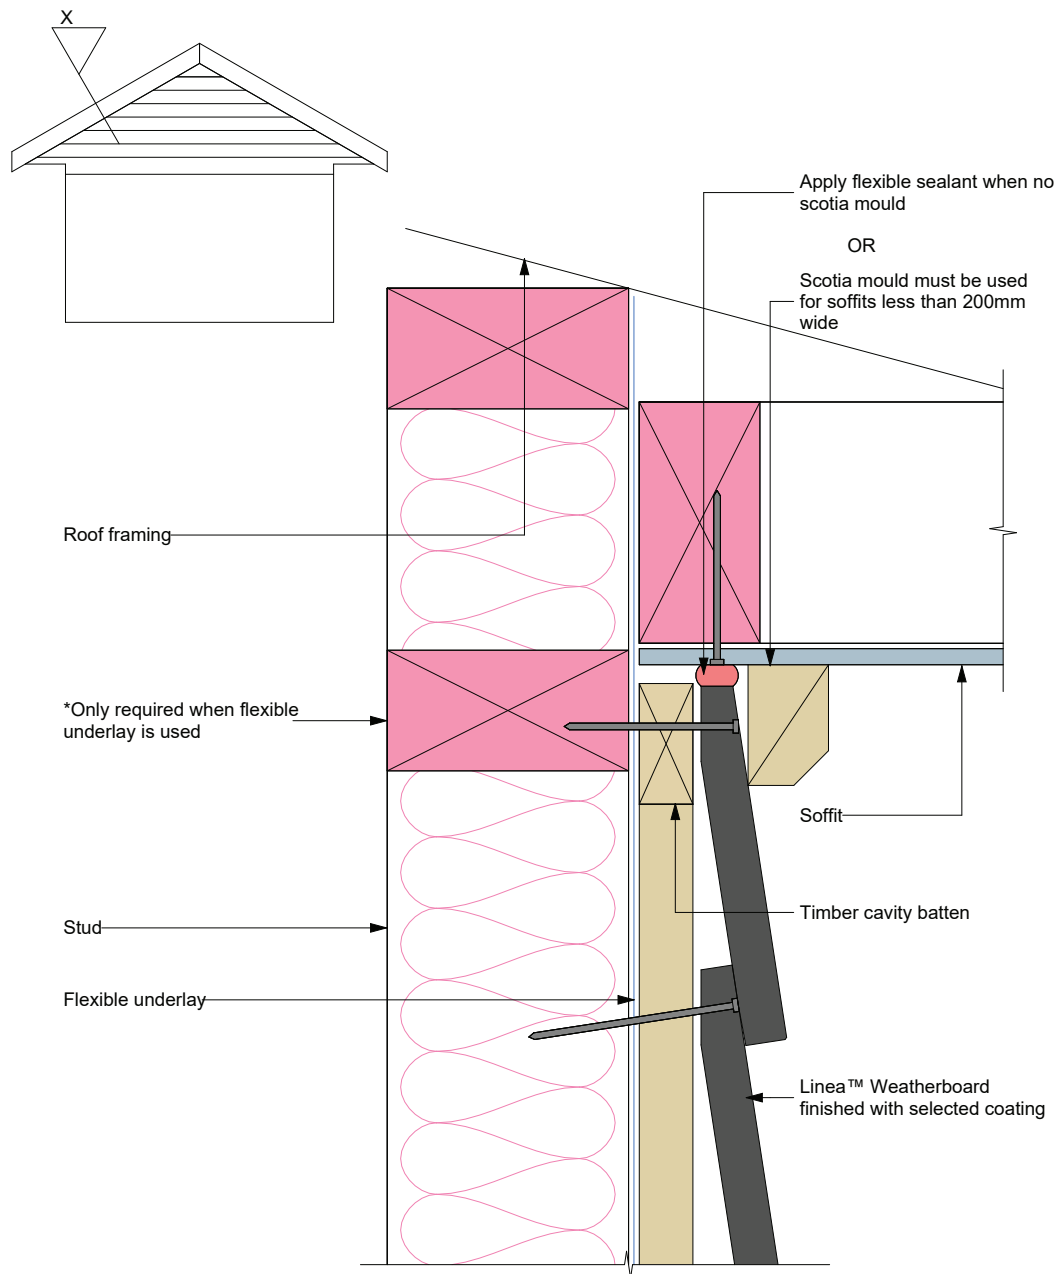 X
Apply flexible sealant when no
scotia mould
OR
Scotia mould must be used
for soffits less than 200mm
wide
Roof framing
*Only required when flexible
underlay is used
Soffit
Timber cavity batten
Stud
Flexible underlay
Linea™ Weatherboard
finished with selected coating